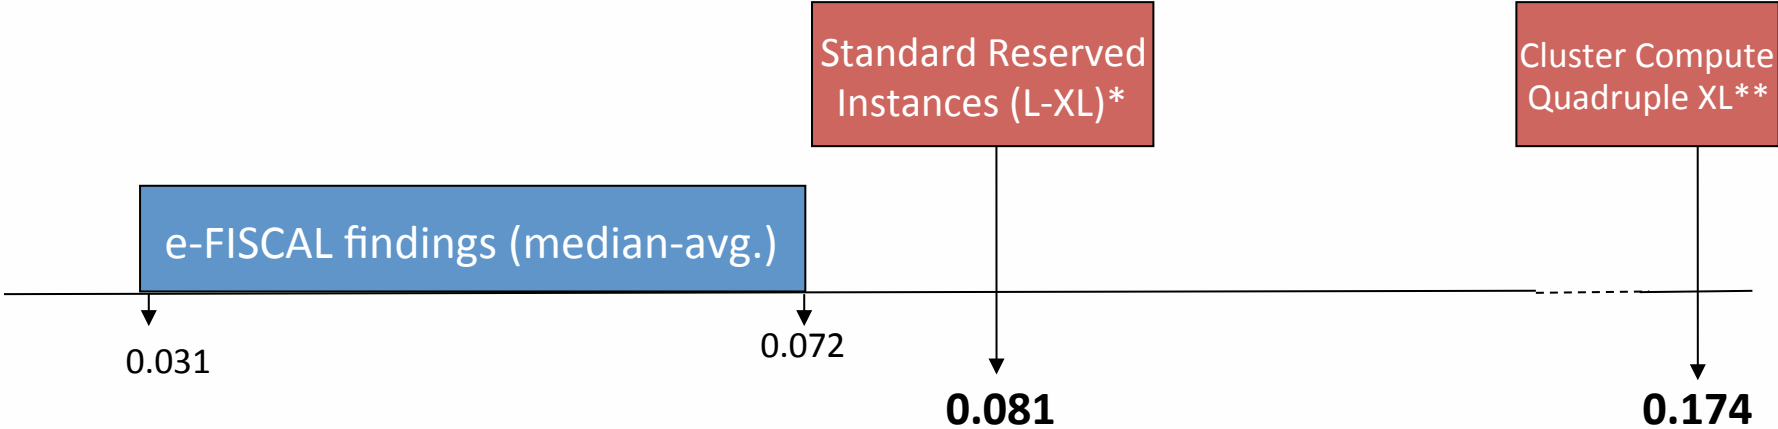 Standard Reserved
Instances (L-XL)*
Cluster Compute
Quadruple XL**
e-FISCAL findings (median-avg.)
0.031
0.072
0.081
0.174